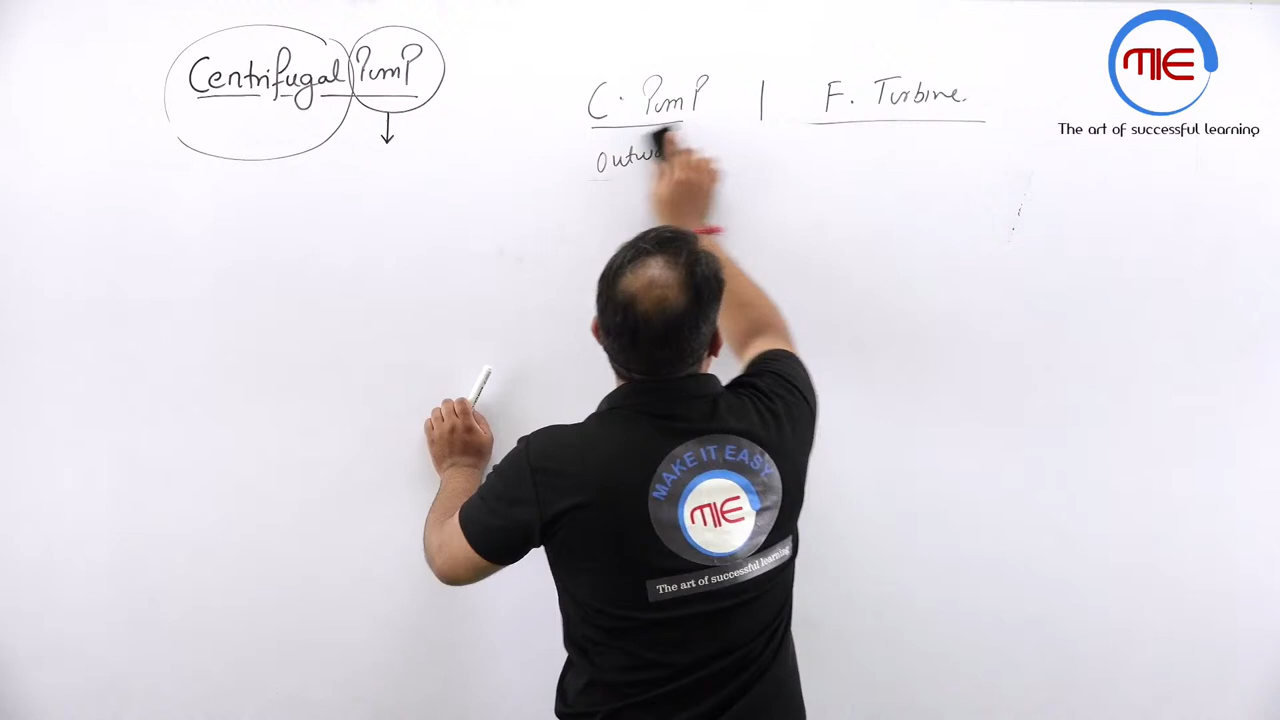 Centrifugal PumP
C. PumP | F. Turbine.
MIE
The art of successful learning
MAKE IT EASY
MIE
The art of successful learning